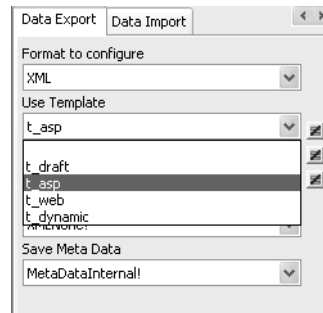 Data Export Data Import
Format to configure
XML
Use Template
t_asp
t_draft
t_asp
t_web
t_dynamic
Save Meta Data
MetaDataInternal!